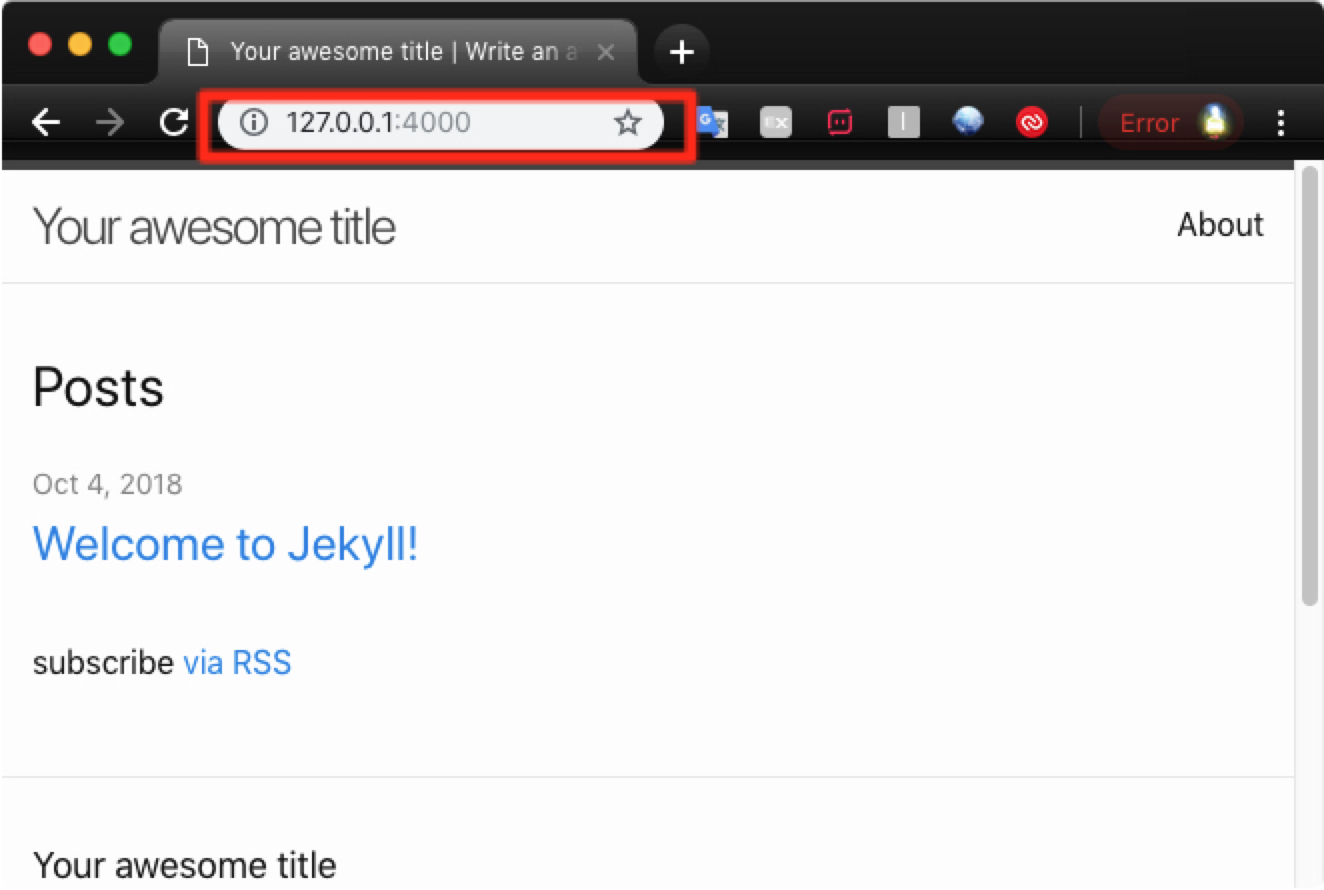 Your awesome title | Write an a
127.0.0.1:4000
Error
Your awesome title
About
Posts
Oct 4, 2018
Welcome to Jekyll!
subscribe via RSS
Your awesome title